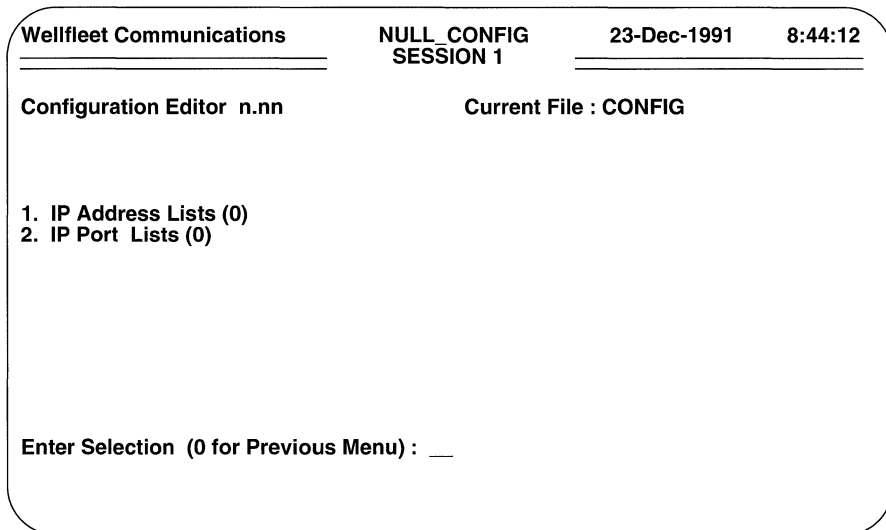 Wellfleet Communications NULL_CONFIG 23-Dec-1991 8:44:12
SESSION 1
Configuration Editor n.nn Current File : CONFIG
1. IP Address Lists (0)
2. IP Port Lists (0)
Enter Selection (0 for Previous Menu) : __